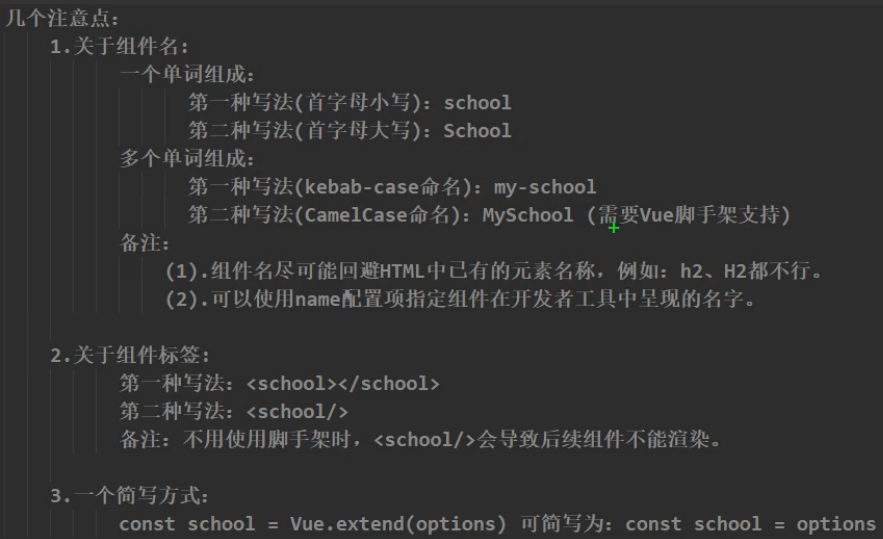 几个注意点：
1.关于组件名：
一个单词组成：
第一种写法(首字母小写)：school
第二种写法(首字母大写)：School
多个单词组成：
第一种写法(kebab-case命名)：my-school
第二种写法(CamelCase命名)：MySchool (需要Vue脚手架支持)
备注：
(1).组件名尽可能回避HTML中已有的元素名称，例如：h2、H2都不行。
(2).可以使用name配置项指定组件在开发者工具中呈现的名字。
2.关于组件标签：
第一种写法：<school></school>
第二种写法：<school/>
备注：不用使用脚手架时，<school/>会导致后续组件不能渲染。
3.一个简写方式：
const school = Vue.extend(options) 可简写为：const school = options